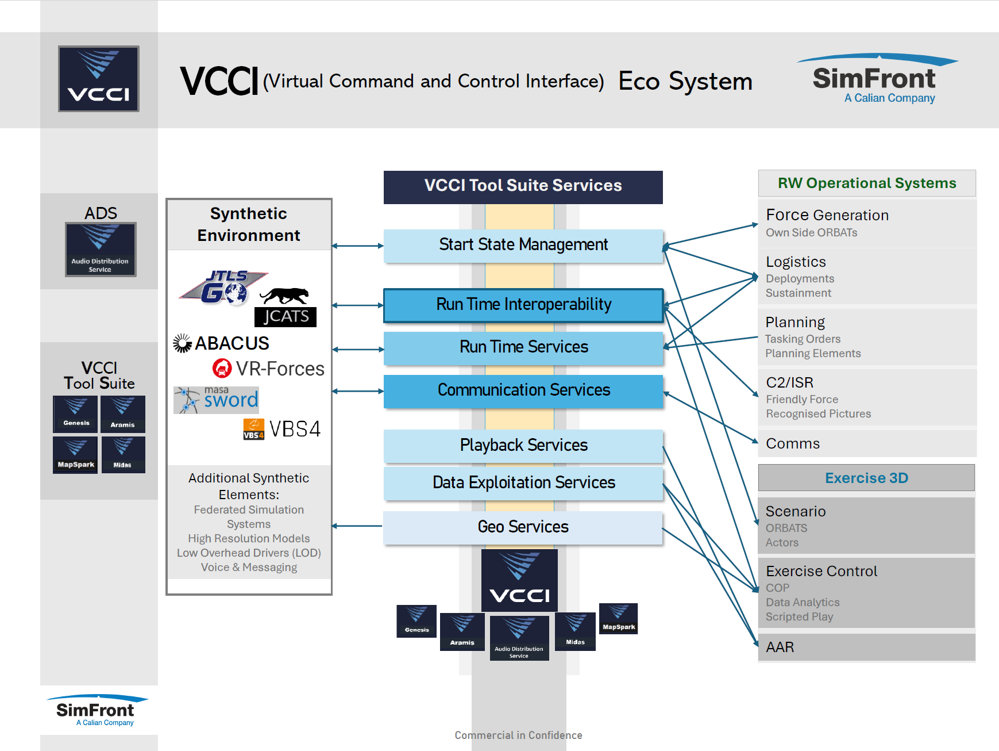 VCCI
VCCI (Virtual Command and Control Interface) Eco System
SimFront
A Calian Company
ADS
Audio Distribution
Service
VCCI
Tool Suite
Genesis
Aramis
MapSpark
Midas
SimFront
A Calian Company
Synthetic
Environment
JTLS
GO
JCATS
ABACUS
VR-Forces
masa
sword
VBS4
VBS4
Additional Synthetic
Elements:
Federated Simulation
Systems
High Resolution Models
Low Overhead Drivers (LOD)
Voice & Messaging
VCCI Tool Suite Services
Start State Management
Run Time Interoperability
Run Time Services
Communication Services
Playback Services
Data Exploitation Services
Geo Services
VCCI
Genesis
Aramis
Audio Distribution
Service
Midas
MapSpark
RW Operational Systems
Force Generation
Own Side ORBATs
Logistics
Deployments
Sustainment
Planning
Tasking Orders
Planning Elements
C2/ISR
Friendly Force
Recognised Pictures
Comms
Exercise 3D
Scenario
ORBATS
Actors
Exercise Control
COP
Data Analytics
Scripted Play
AAR
Commercial in Confidence